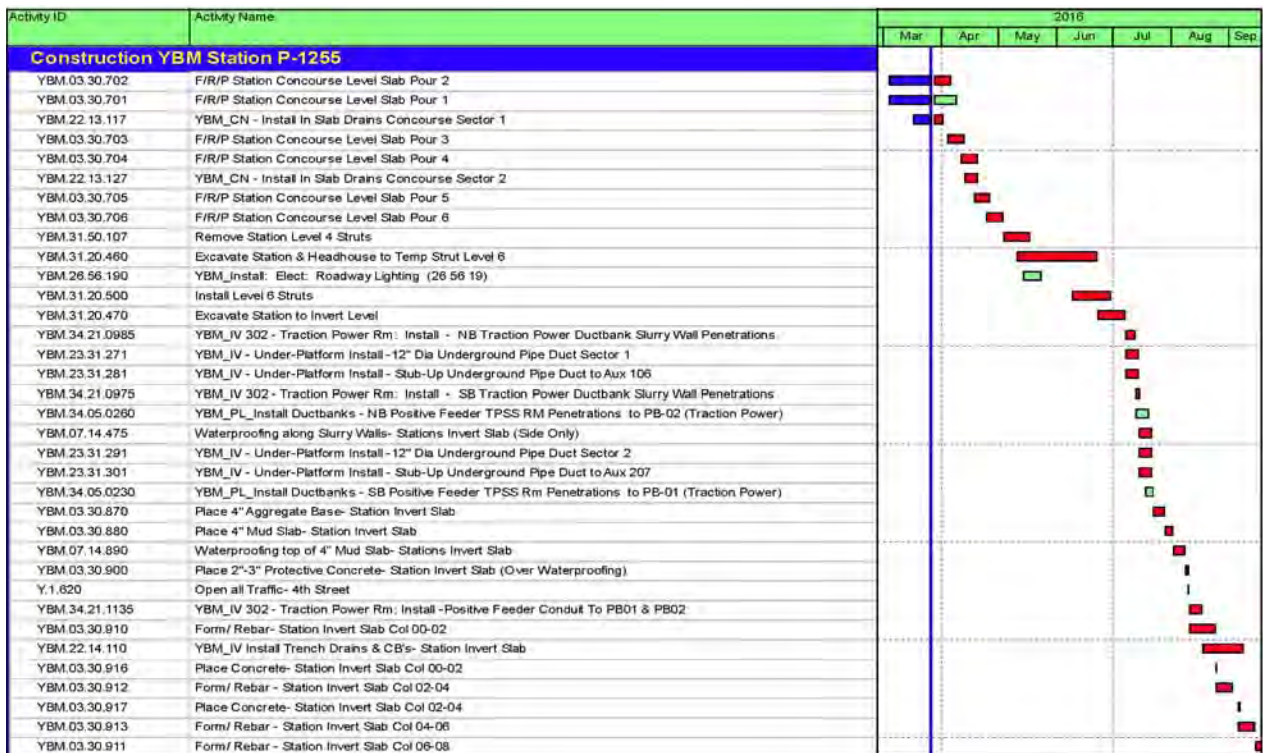 Activity ID Activity Name 2016
Mar Apr May Jun Jul Aug Sep
Construction YBM Station P-1255
YBM.03.30.702 F/R/P Station Concourse Level Slab Pour 2
YBM.03.30.701 F/R/P Station Concourse Level Slab Pour 1
YBM.22.13.117 YBM_CN - Install In Slab Drains Concourse Sector 1
YBM.03.30.703 F/R/P Station Concourse Level Slab Pour 3
YBM.03.30.704 F/R/P Station Concourse Level Slab Pour 4
YBM.22.13.127 YBM_CN - Install In Slab Drains Concourse Sector 2
YBM.03.30.705 F/R/P Station Concourse Level Slab Pour 5
YBM.03.30.706 F/R/P Station Concourse Level Slab Pour 6
YBM.31.50.107 Remove Station Level 4 Struts
YBM.31.20.460 Excavate Station & Headhouse to Temp Strut Level 6
YBM.26.56.190 YBM_Install: Elect: Roadway Lighting (26 56 19)
YBM.31.20.500 Install Level 6 Struts
YBM.31.20.470 Excavate Station to Invert Level
YBM.34.21.0985 YBM_IV 302 - Traction Power Rm: Install - NB Traction Power Ductbank Slurry Wall Penetrations
YBM.23.31.271 YBM_IV - Under-Platform Install -12" Dia Underground Pipe Duct Sector 1
YBM.23.31.281 YBM_IV - Under-Platform Install - Stub-Up Underground Pipe Duct to Aux 106
YBM.34.21.0975 YBM_IV 302 - Traction Power Rm: Install - SB Traction Power Ductbank Slurry Wall Penetrations
YBM.34.05.0260 YBM_PL_Install Ductbanks - NB Positive Feeder TPSS RM Penetrations to PB-02 (Traction Power)
YBM.07.14.475 Waterproofing along Slurry Walls- Stations Invert Slab (Side Only)
YBM.23.31.291 YBM_IV - Under-Platform Install -12" Dia Underground Pipe Duct Sector 2
YBM.23.31.301 YBM_IV - Under-Platform Install - Stub-Up Underground Pipe Duct to Aux 207
YBM.34.05.0230 YBM_PL_Install Ductbanks - SB Positive Feeder TPSS Rm Penetrations to PB-01 (Traction Power)
YBM.03.30.870 Place 4" Aggregate Base- Station Invert Slab
YBM.03.30.880 Place 4" Mud Slab- Station Invert Slab
YBM.07.14.890 Waterproofing top of 4" Mud Slab- Stations Invert Slab
YBM.03.30.900 Place 2"-3" Protective Concrete- Station Invert Slab (Over Waterproofing)
Y.1.620 Open all Traffic- 4th Street
YBM.34.21.1135 YBM_IV 302 - Traction Power Rm; Install -Positive Feeder Conduit To PB01 & PB02
YBM.03.30.910 Form/ Rebar- Station Invert Slab Col 00-02
YBM.22.14.110 YBM_IV Install Trench Drains & CB's- Station Invert Slab
YBM.03.30.916 Place Concrete- Station Invert Slab Col 00-02
YBM.03.30.912 Form/ Rebar - Station Invert Slab Col 02-04
YBM.03.30.917 Place Concrete- Station Invert Slab Col 02-04
YBM.03.30.913 Form/ Rebar - Station Invert Slab Col 04-06
YBM.03.30.911 Form/ Rebar - Station Invert Slab Col 06-08